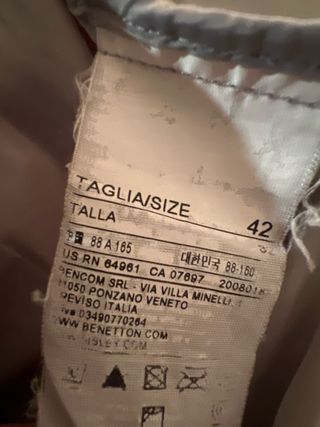 TAGLIA/SIZE 42
TALLA
88 A 165 대한민국 88-160
US RN 64961 CA 07697
BENCOM SRL - VIA VILLA MINELLI
PONZANO VENETO
TREVISO ITALIA
03490770264
WWW.BENETTON.COM